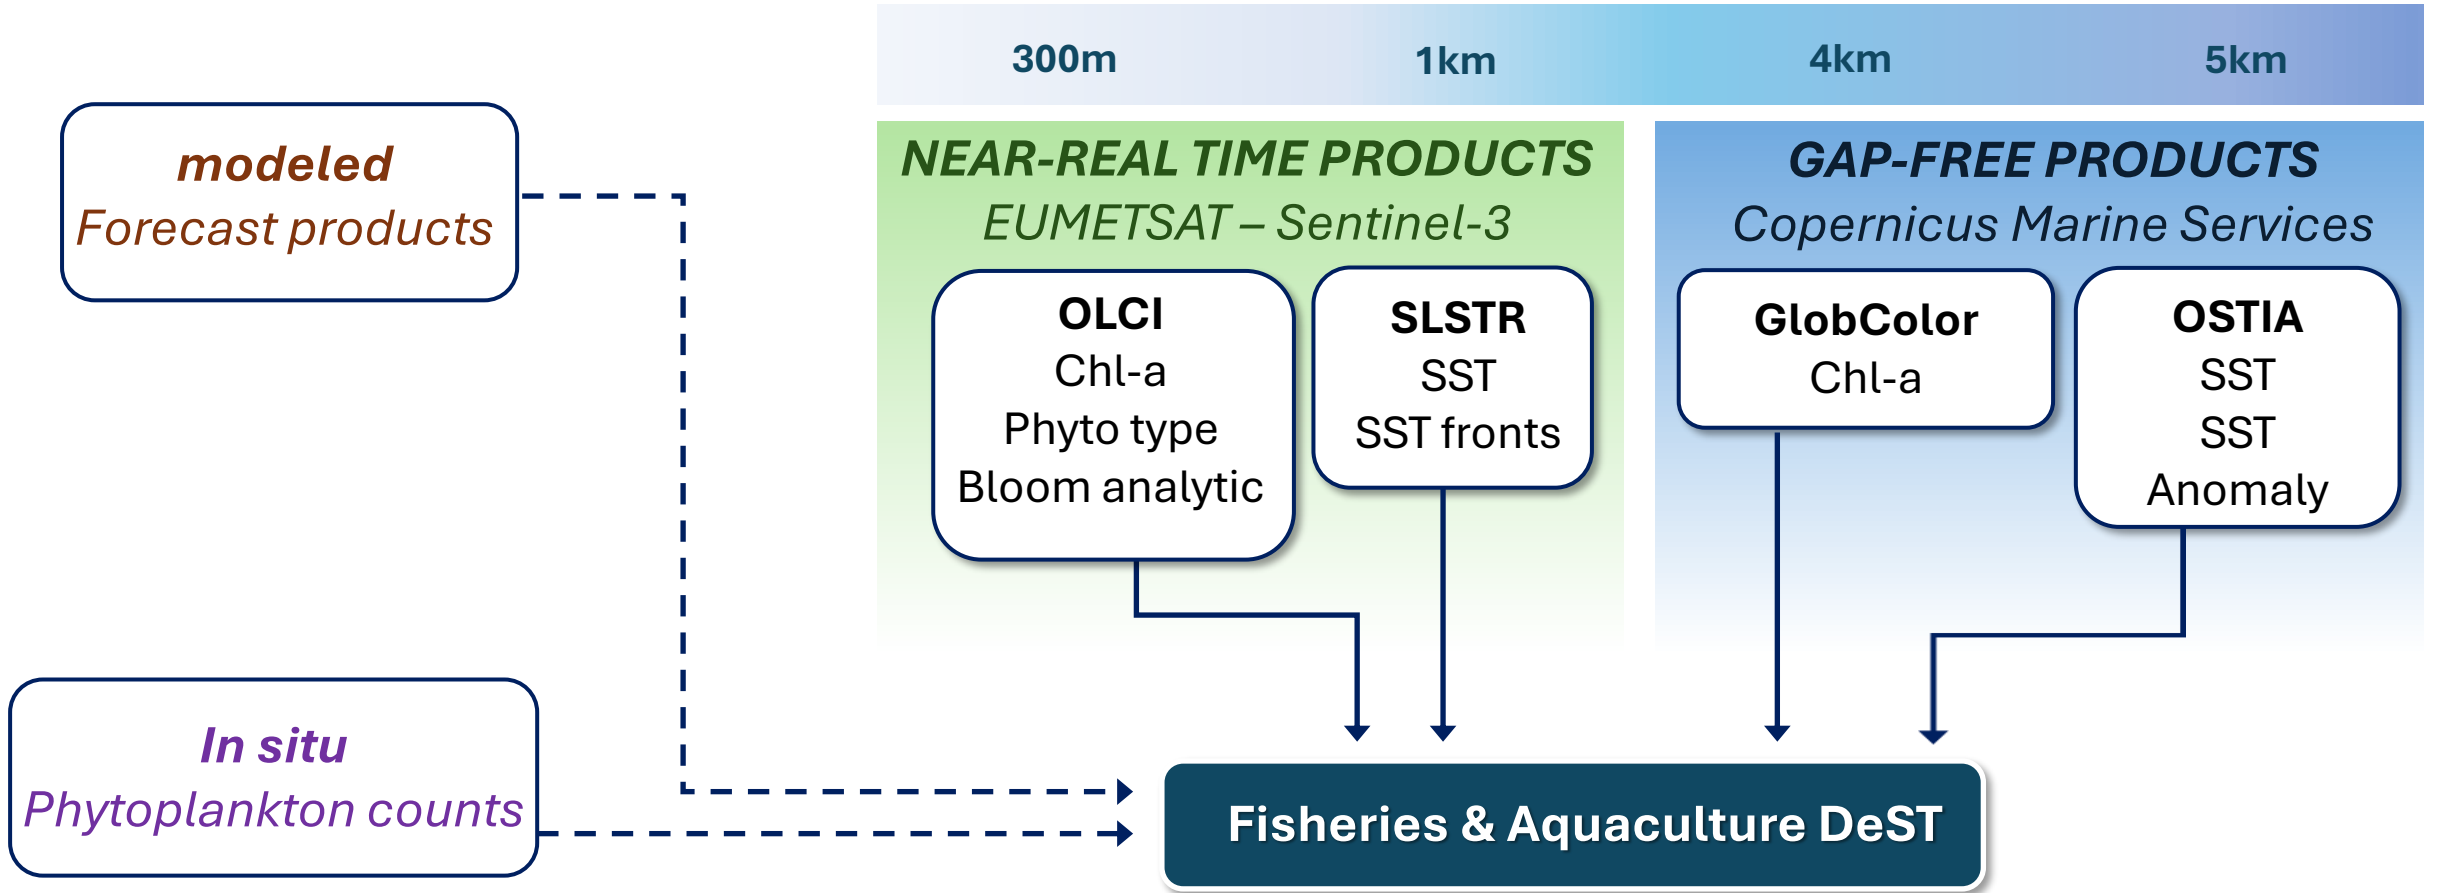 300m
1km
4km
5km
modeled
Forecast products
NEAR-REAL TIME PRODUCTS
EUMETSAT – Sentinel-3
OLCI
Chl-a
Phyto type
Bloom analytic
SLSTR
SST
SST fronts
GAP-FREE PRODUCTS
Copernicus Marine Services
GlobColor
Chl-a
OSTIA
SST
SST
Anomaly
In situ
Phytoplankton counts
Fisheries & Aquaculture DeST